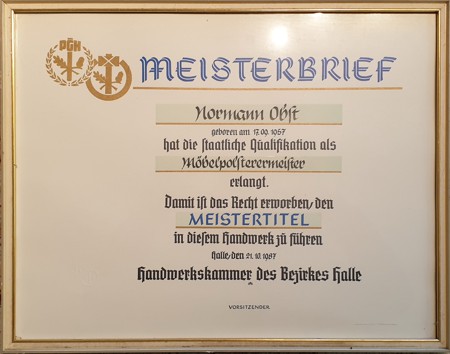 PGH
MEISTERBRIEF
Normann Obst
geboren am 17.09.1967
hat die staatliche Qualifikation als
Möbelpolsterermeister
erlangt.
Damit ist das Recht erworben, den
MEISTERTITEL
in diesem Handwerk zu führen
Halle, den 21.10.1987
Handwerkskammer des Bezirkes Halle
VORSITZENDER